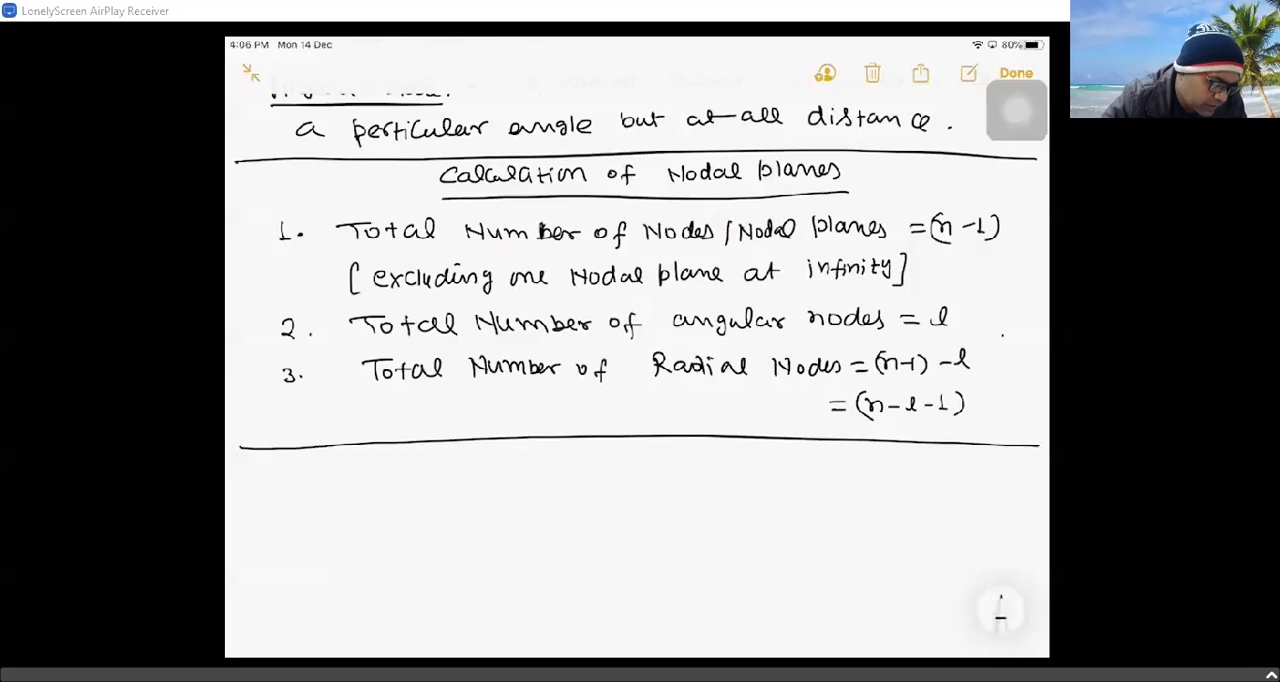 LonelyScreen AirPlay Receiver
4:06 PM Mon 14 Dec
80%
Done
a perticular angle but at all distance.
Calculation of Nodal planes
1. Total Number of Nodes/Nodal planes = (n-1)
[excluding one Nodal plane at infinity]
2. Total Number of angular nodes = l
3. Total Number of Radial Nodes = (n-1) - l
= (n-l-1)